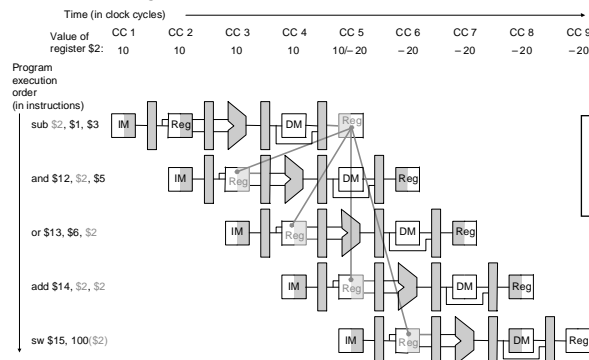 Time (in clock cycles)
CC 1 CC 2 CC 3 CC 4 CC 5 CC 6 CC 7 CC 8 CC 9
Value of
register $2: 10 10 10 10 10/– 20 – 20 – 20 – 20 – 20
Program
execution
order
(in instructions)
sub $2, $1, $3 IM Reg DM Reg
and $12, $2, $5 IM Reg DM Reg
or $13, $6, $2 IM Reg DM Reg
add $14, $2, $2 IM Reg DM Reg
sw $15, 100($2) IM Reg DM Reg